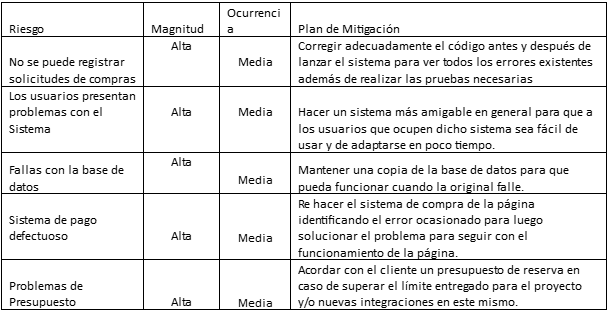 Riesgo Magnitud Ocurrenci
a Plan de Mitigación
No se puede registrar
solicitudes de compras
Alta
Media
Corregir adecuadamente el código antes y después de
lanzar el sistema para ver todos los errores existentes
además de realizar las pruebas necesarias
Los usuarios presentan
problemas con el
Sistema
Alta
Media
Hacer un sistema más amigable en general para que a
los usuarios que ocupen dicho sistema sea fácil de
usar y de adaptarse en poco tiempo.
Fallas con la base de
datos
Alta
Media
Mantener una copia de la base de datos para que
pueda funcionar cuando la original falle.
Sistema de pago
defectuoso
Alta
Media
Re hacer el sistema de compra de la página
identificando el error ocasionado para luego
solucionar el problema para seguir con el
funcionamiento de la página.
Problemas de
Presupuesto
Alta
Media
Acordar con el cliente un presupuesto de reserva en
caso de superar el límite entregado para el proyecto
y/o nuevas integraciones en este mismo.